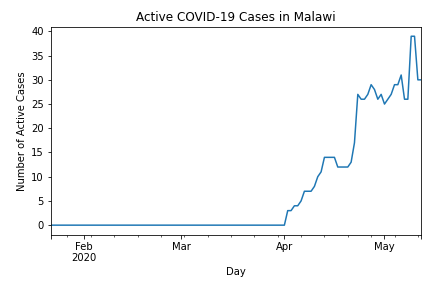 Active COVID-19 Cases in Malawi
40
35
30
25
20
15
10
5
0
Number of Active Cases
Feb
2020
Mar
Apr
May
Day